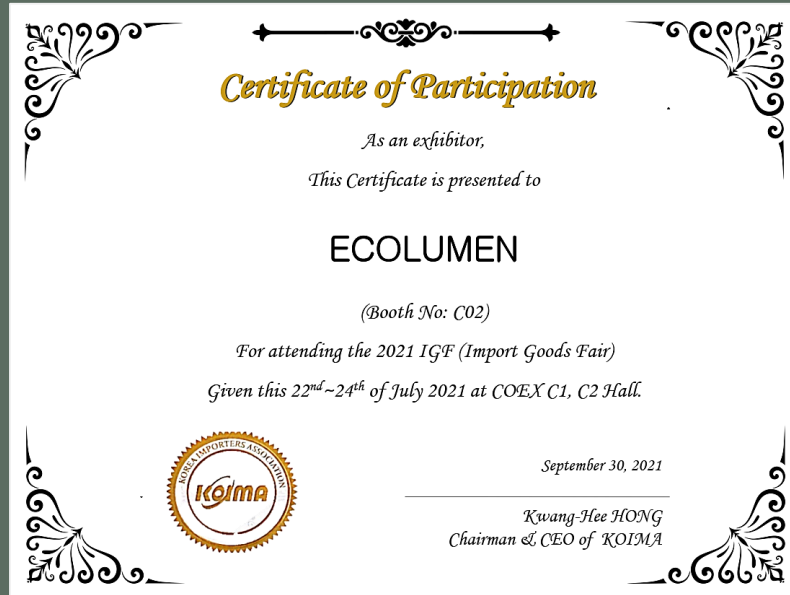 Certificate of Participation
As an exhibitor,
This Certificate is presented to
ECOLUMEN
(Booth No: C02)
For attending the 2021 IGF (Import Goods Fair)
Given this 22nd~24th of July 2021 at COEX C1, C2 Hall.
KOREA IMPORTERS ASSOCIATION
KOIMA
September 30, 2021
Kwang-Hee HONG
Chairman & CEO of KOIMA